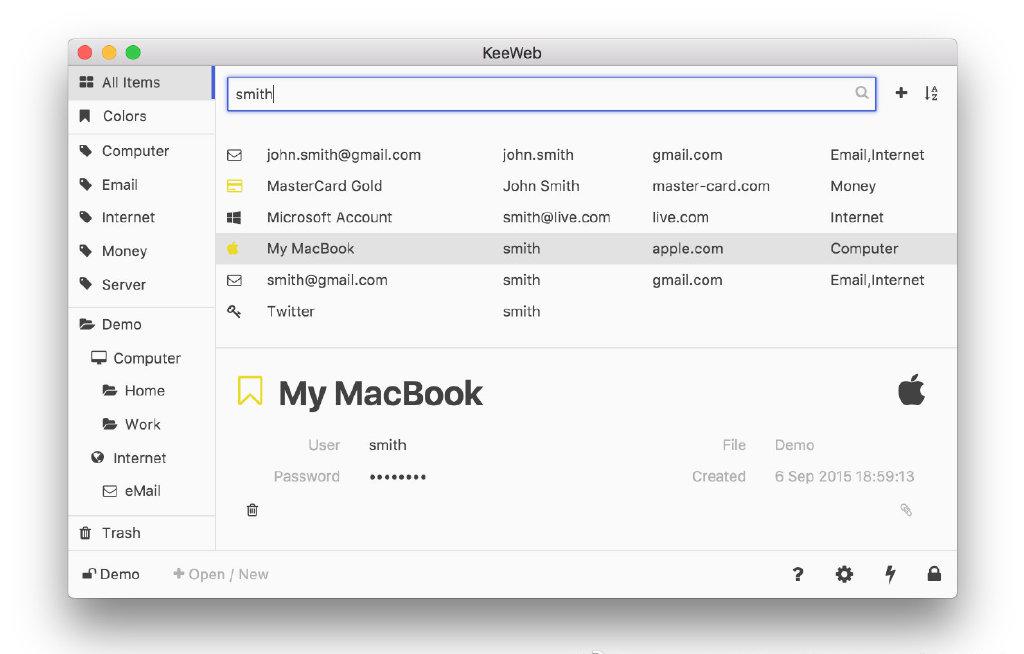 KeeWeb
All Items
Colors
Computer
Email
Internet
Money
Server
Demo
Computer
Home
Work
Internet
eMail
Trash
smith
john.smith@gmail.com john.smith gmail.com Email,Internet
MasterCard Gold John Smith master-card.com Money
Microsoft Account smith@live.com live.com Internet
My MacBook smith apple.com Computer
smith@gmail.com smith gmail.com Email,Internet
Twitter smith
My MacBook
User smith File Demo
Password •••••••• Created 6 Sep 2015 18:59:13
Demo + Open / New ?